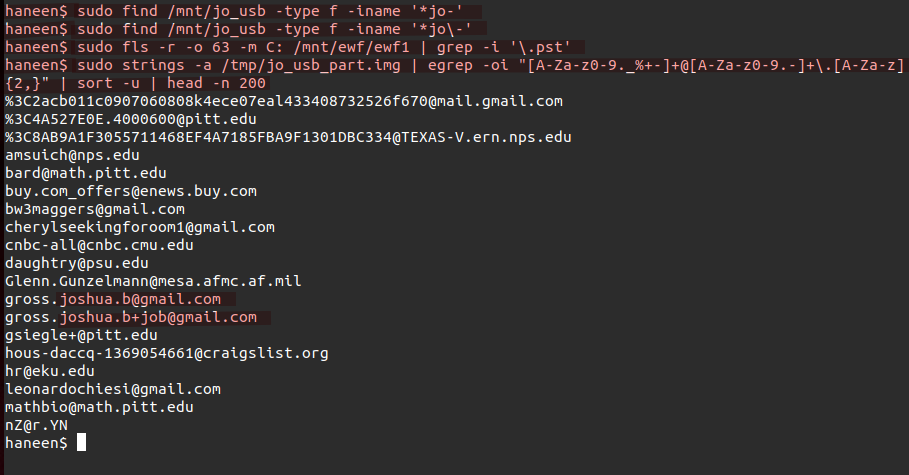 haneen$ sudo find /mnt/jo_usb -type f -iname '*jo-'
haneen$ sudo find /mnt/jo_usb -type f -iname '*jo\-'
haneen$ sudo fls -r -o 63 -m C: /mnt/ewf/ewf1 | grep -i '\.pst'
haneen$ sudo strings -a /tmp/jo_usb_part.img | egrep -oi "[A-Za-z0-9._%+-]+@[A-Za-z0-9.-]+\.[A-Za-z]
{2,}" | sort -u | head -n 200
%3C2acb011c0907060808k4ece07eal433408732526f670@mail.gmail.com
%3C4A527E0E.4000600@pitt.edu
%3C8AB9A1F3055711468EF4A7185FBA9F1301DBC334@TEXAS-V.ern.nps.edu
amsuich@nps.edu
bard@math.pitt.edu
buy.com_offers@enews.buy.com
bw3maggers@gmail.com
cherylseekingforoom1@gmail.com
cnbc-all@cnbc.cmu.edu
daughtry@psu.edu
Glenn.Gunzelmann@mesa.afmc.af.mil
gross.joshua.b@gmail.com
gross.joshua.b+job@gmail.com
gsiegle+@pitt.edu
hous-daccq-1369054661@craigslist.org
hr@eku.edu
leonardochiesi@gmail.com
mathbio@math.pitt.edu
nZ@r.YN
haneen$